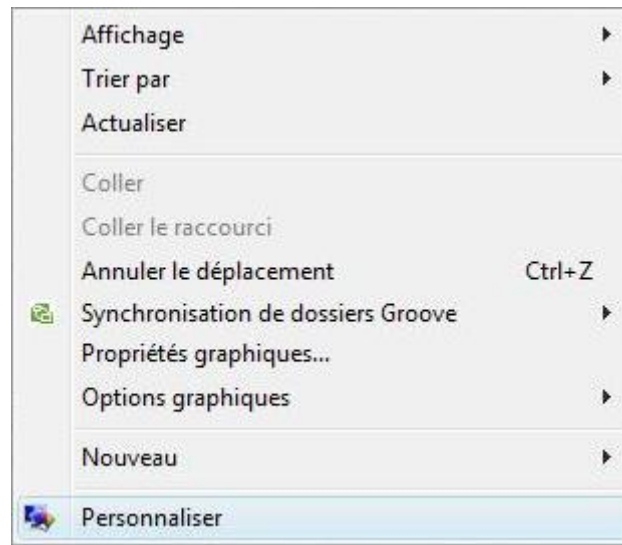 Affichage
Trier par
Actualiser
Coller
Coller le raccourci
Annuler le déplacement Ctrl+Z
Synchronisation de dossiers Groove
Propriétés graphiques...
Options graphiques
Nouveau
Personnaliser